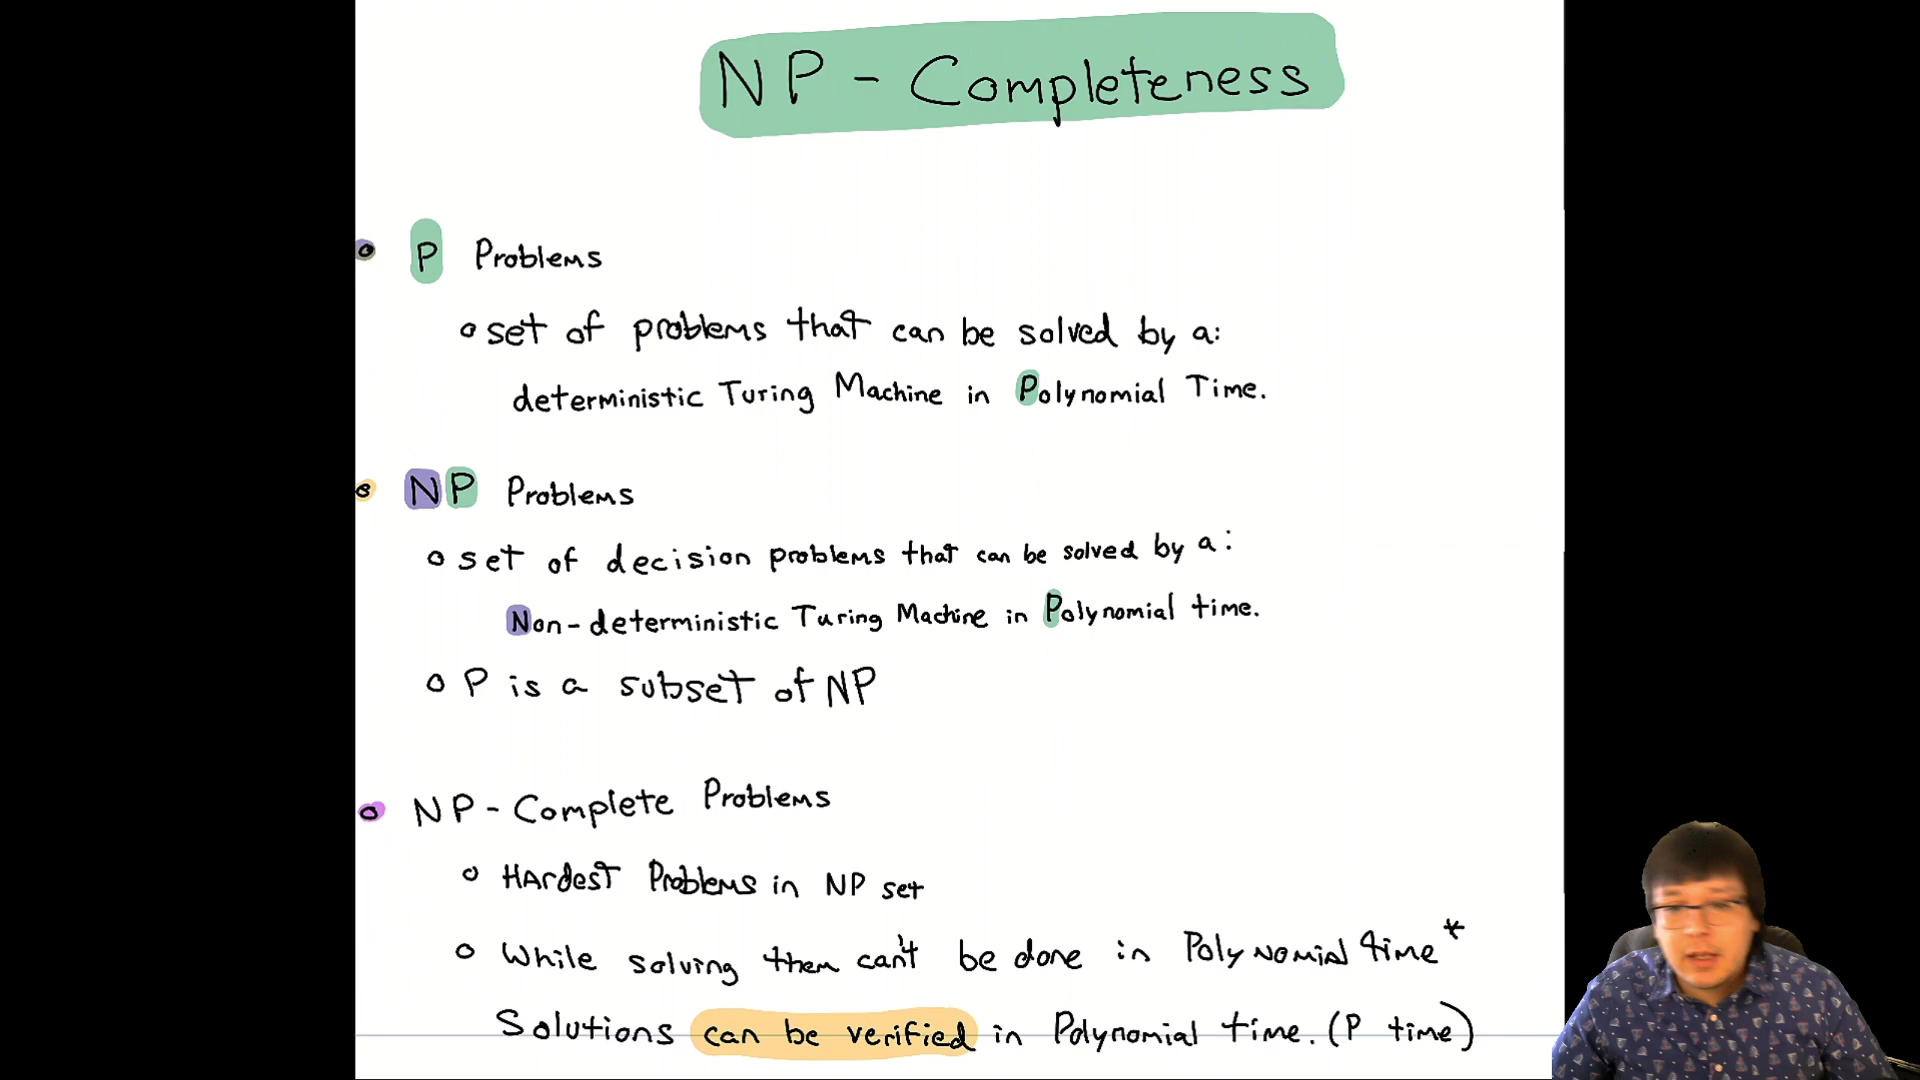 NP - Completeness
P Problems
set of problems that can be solved by a:
deterministic Turing Machine in Polynomial Time.
NP Problems
set of decision problems that can be solved by a:
Non-deterministic Turing Machine in Polynomial time.
P is a subset of NP
NP - Complete Problems
Hardest Problems in NP set
While solving them can't be done in Polynomial time*
Solutions can be verified in Polynomial time. (P time)